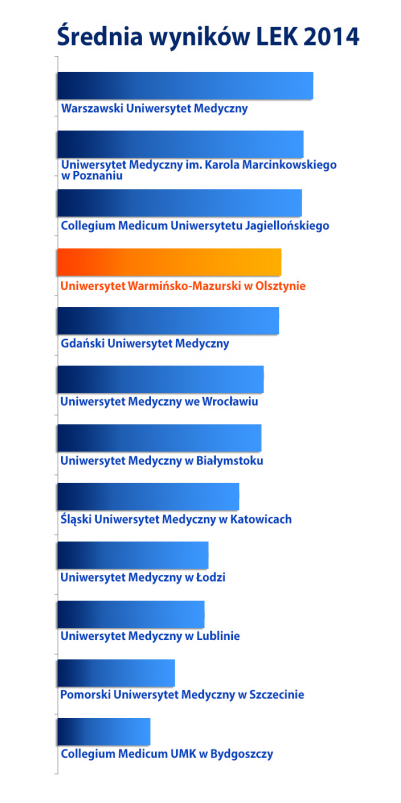 Średnia wyników LEK 2014
Warszawski Uniwersytet Medyczny
Uniwersytet Medyczny im. Karola Marcinkowskiego
w Poznaniu
Collegium Medicum Uniwersytetu Jagiellońskiego
Uniwersytet Warmińsko-Mazurski w Olsztynie
Gdański Uniwersytet Medyczny
Uniwersytet Medyczny we Wrocławiu
Uniwersytet Medyczny w Białymstoku
Śląski Uniwersytet Medyczny w Katowicach
Uniwersytet Medyczny w Łodzi
Uniwersytet Medyczny w Lublinie
Pomorski Uniwersytet Medyczny w Szczecinie
Collegium Medicum UMK w Bydgoszczy